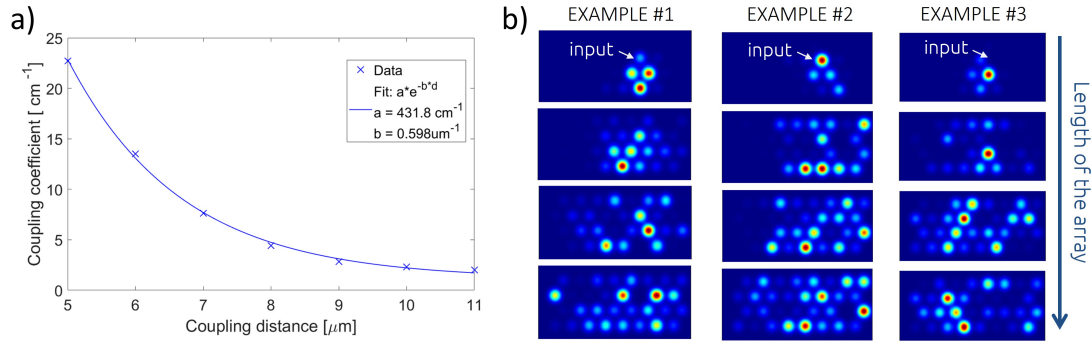 a)
25
20
15
10
5
0
Coupling coefficient [ cm⁻¹]
5
6
7
8
9
10
11
Coupling distance [μm]
Data
Fit: a*e^-b*d
a = 431.8 cm⁻¹
b = 0.598um⁻¹
b)
EXAMPLE #1
EXAMPLE #2
EXAMPLE #3
input
input
input
Length of the array